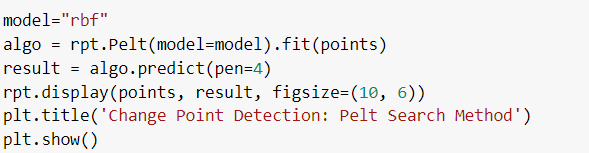 model="rbf"
algo = rpt.Pelt(model=model).fit(points)
result = algo.predict(pen=4)
rpt.display(points, result, figsize=(10, 6))
plt.title('Change Point Detection: Pelt Search Method')
plt.show()